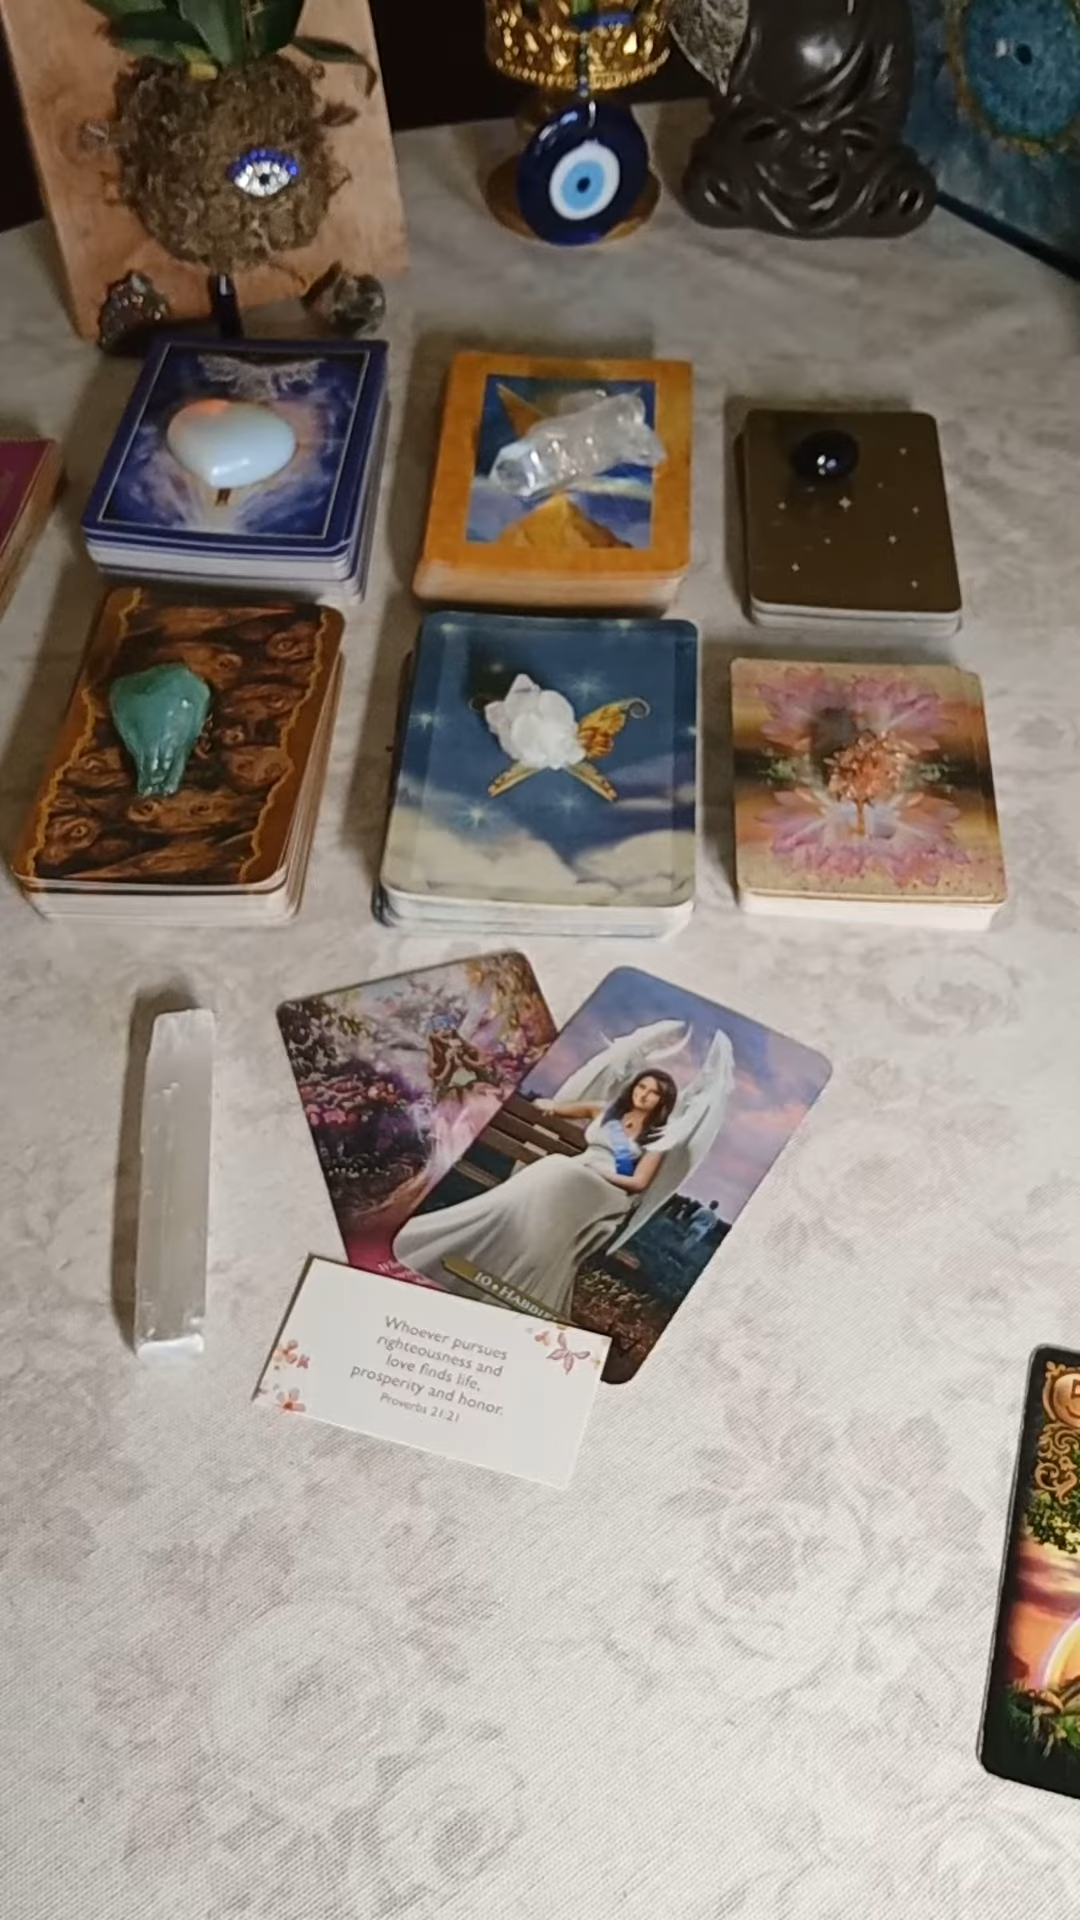 10 • HABBIE
Whoever pursues
righteousness and
love finds life,
prosperity and honor.
Proverbs 21:21